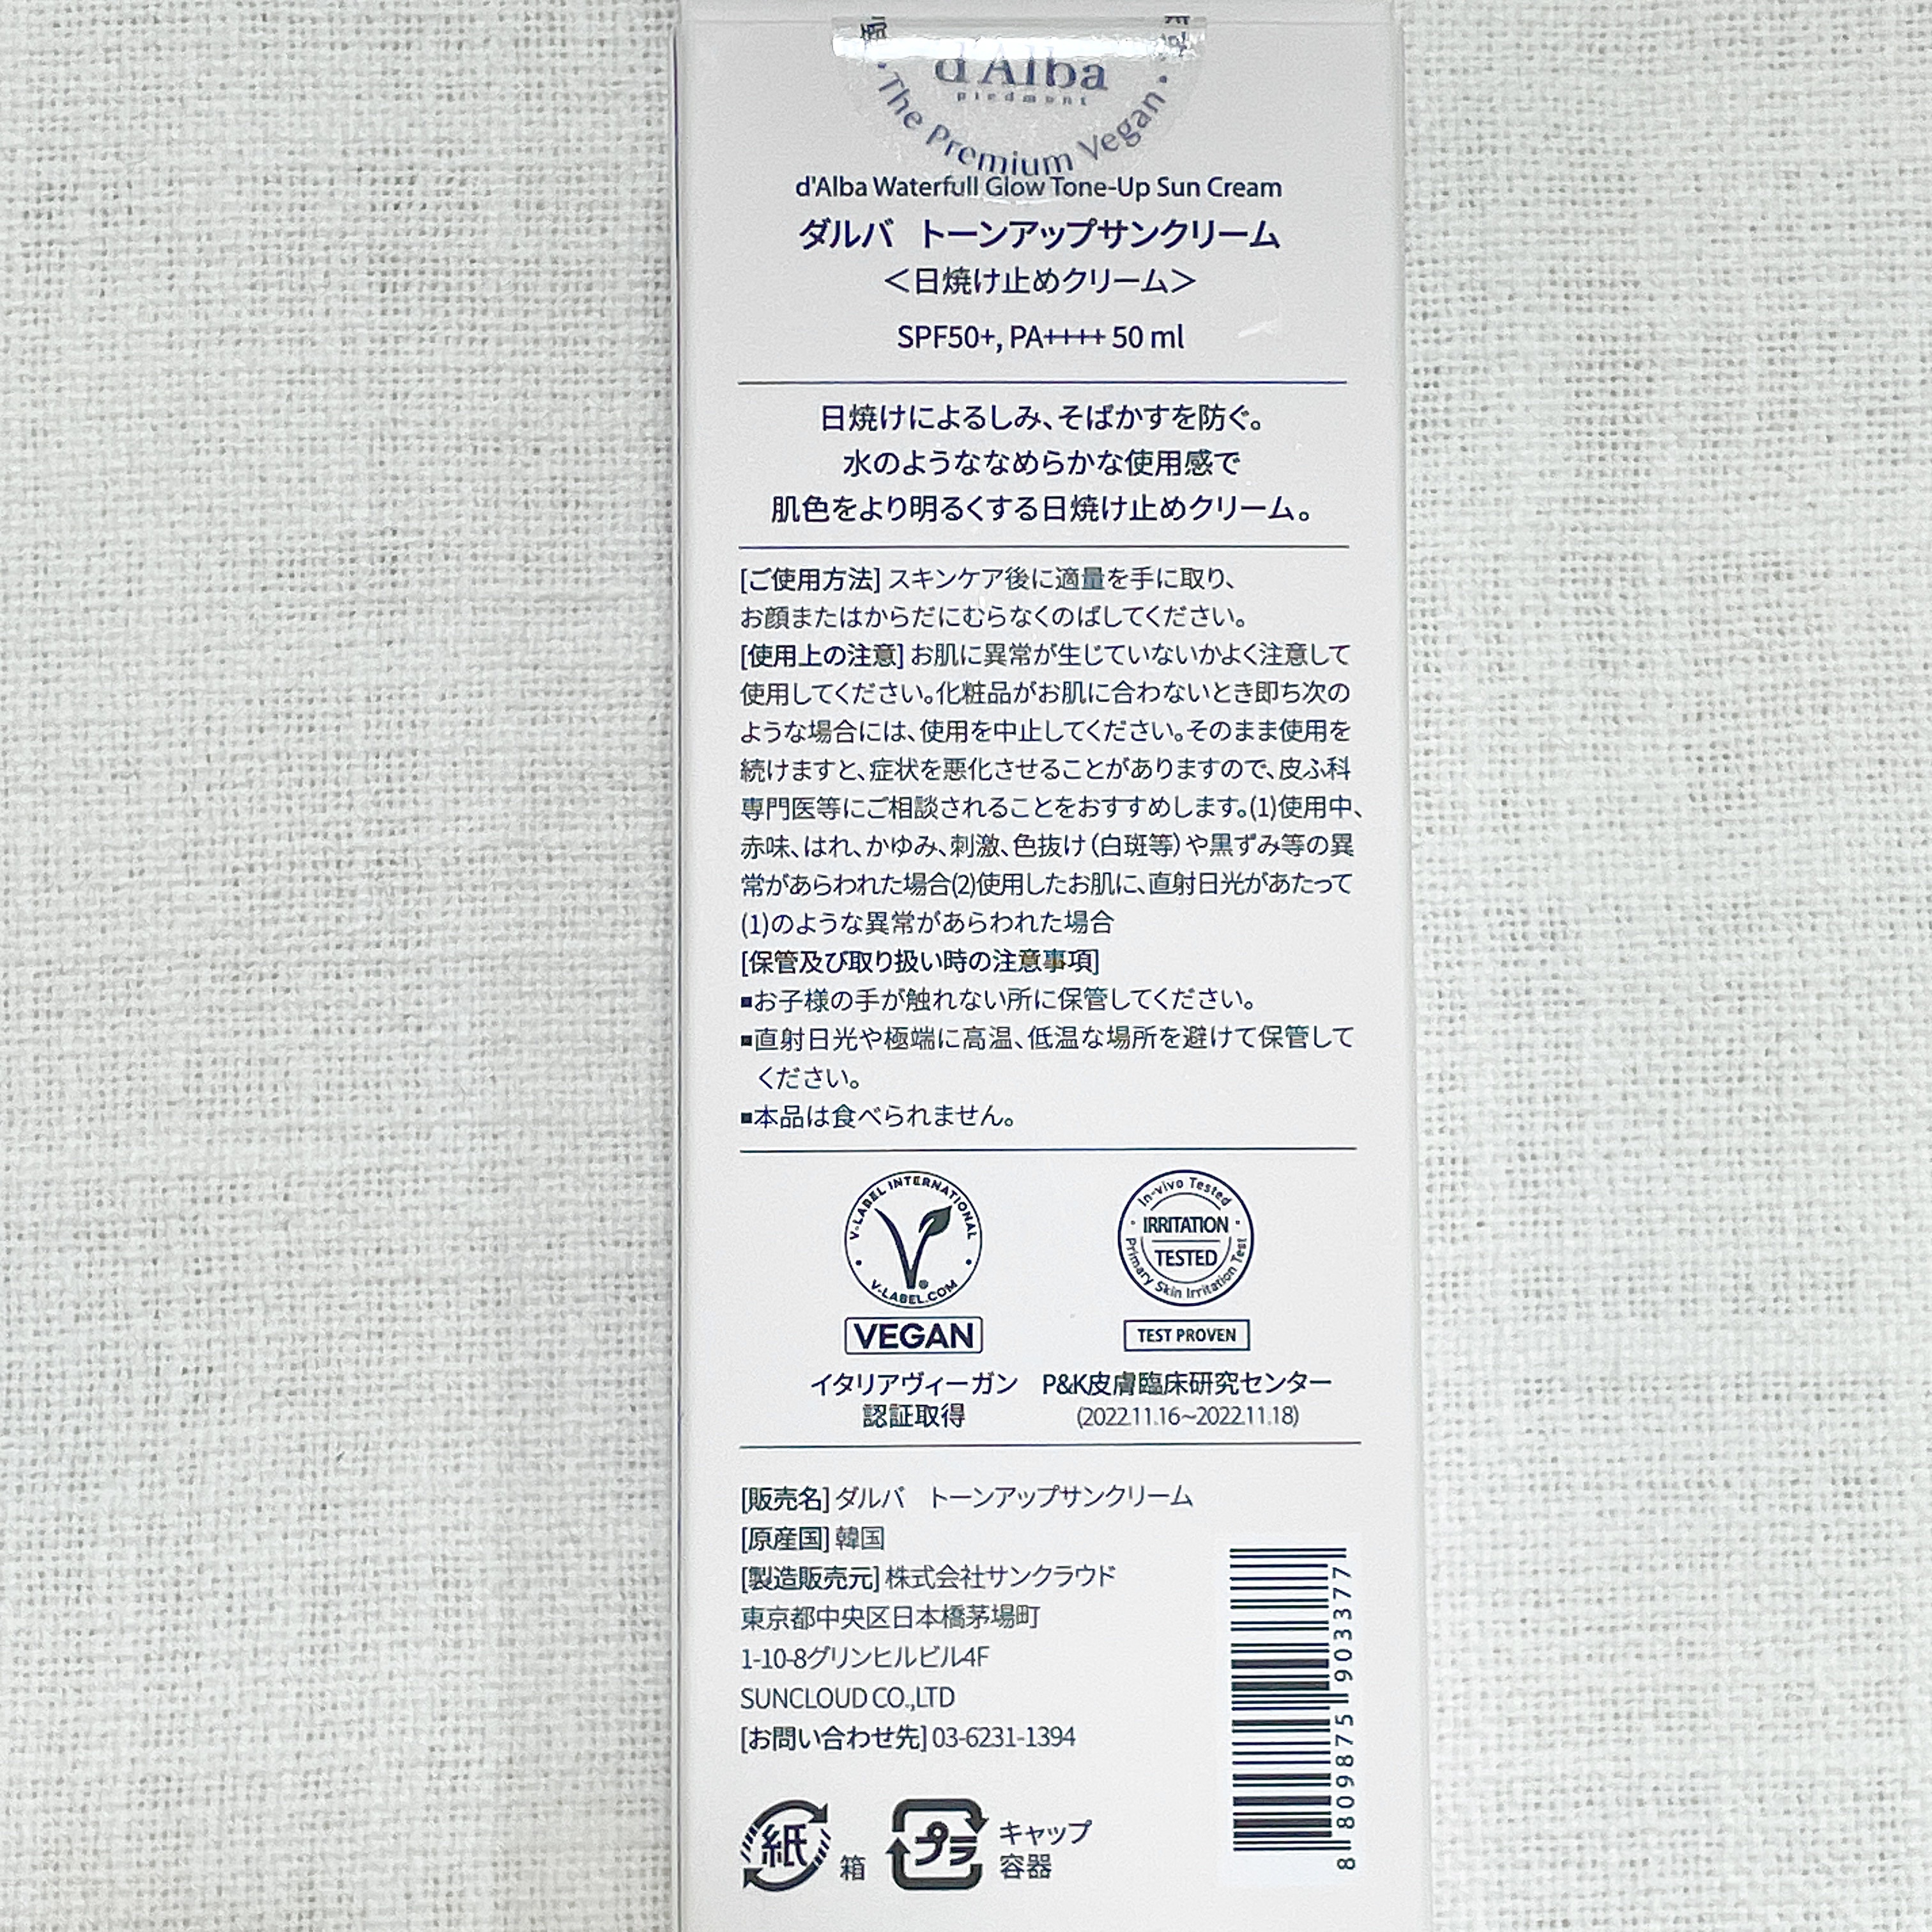 d'Alba
piedmont
• The Premium Vegan •
d'Alba Waterfull Glow Tone-Up Sun Cream
ダルバ　トーンアップサンクリーム
＜日焼け止めクリーム＞
SPF50+, PA++++ 50 ml
日焼けによるしみ、そばかすを防ぐ。
水のようななめらかな使用感で
肌色をより明るくする日焼け止めクリーム。
[ご使用方法] スキンケア後に適量を手に取り、
お顔またはからだにむらなくのばしてください。
[使用上の注意] お肌に異常が生じていないかよく注意して
使用してください。化粧品がお肌に合わないとき即ち次の
ような場合には、使用を中止してください。そのまま使用を
続けますと、症状を悪化させることがありますので、皮ふ科
専門医等にご相談されることをおすすめします。(1)使用中、
赤味、はれ、かゆみ、刺激、色抜け（白斑等）や黒ずみ等の異
常があらわれた場合(2)使用したお肌に、直射日光があたって
(1)のような異常があらわれた場合
[保管及び取り扱い時の注意事項]
■お子様の手が触れない所に保管してください。
■直射日光や極端に高温、低温な場所を避けて保管して
ください。
■本品は食べられません。
V-LABEL INTERNATIONAL
• V-LABEL.COM •
VEGAN
イタリアヴィーガン
認証取得
In-vivo Tested
IRRITATION
TESTED
Primary Skin Irritation Test
TEST PROVEN
P&K皮膚臨床研究センター
(2022.11.16~2022.11.18)
[販売名] ダルバ　トーンアップサンクリーム
[原産国] 韓国
[製造販売元] 株式会社サンクラウド
東京都中央区日本橋茅場町
1-10-8グリンヒルビル4F
SUNCLOUD CO.,LTD
[お問い合わせ先] 03-6231-1394
8 809875 903377
紙
箱
プラ
キャップ
容器